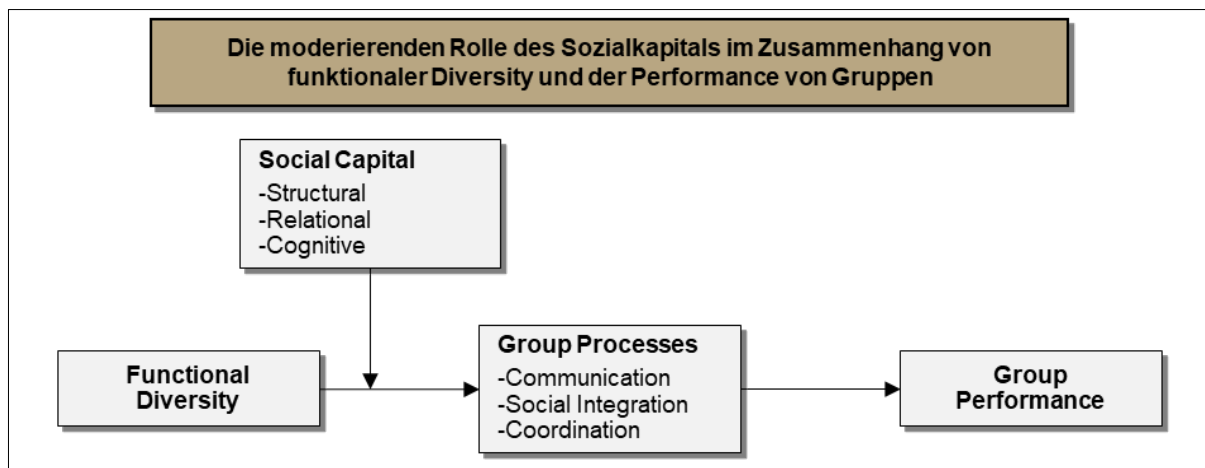 Die moderierenden Rolle des Sozialkapitals im Zusammenhang von
funktionaler Diversity und der Performance von Gruppen
Social Capital
-Structural
-Relational
-Cognitive
Functional
Diversity
Group Processes
-Communication
-Social Integration
-Coordination
Group
Performance